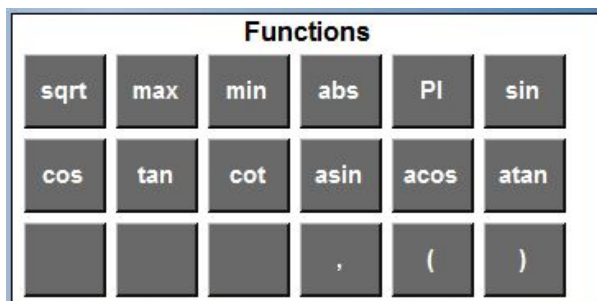 Functions
sqrt max min abs PI sin
cos tan cot asin acos atan
, ( )